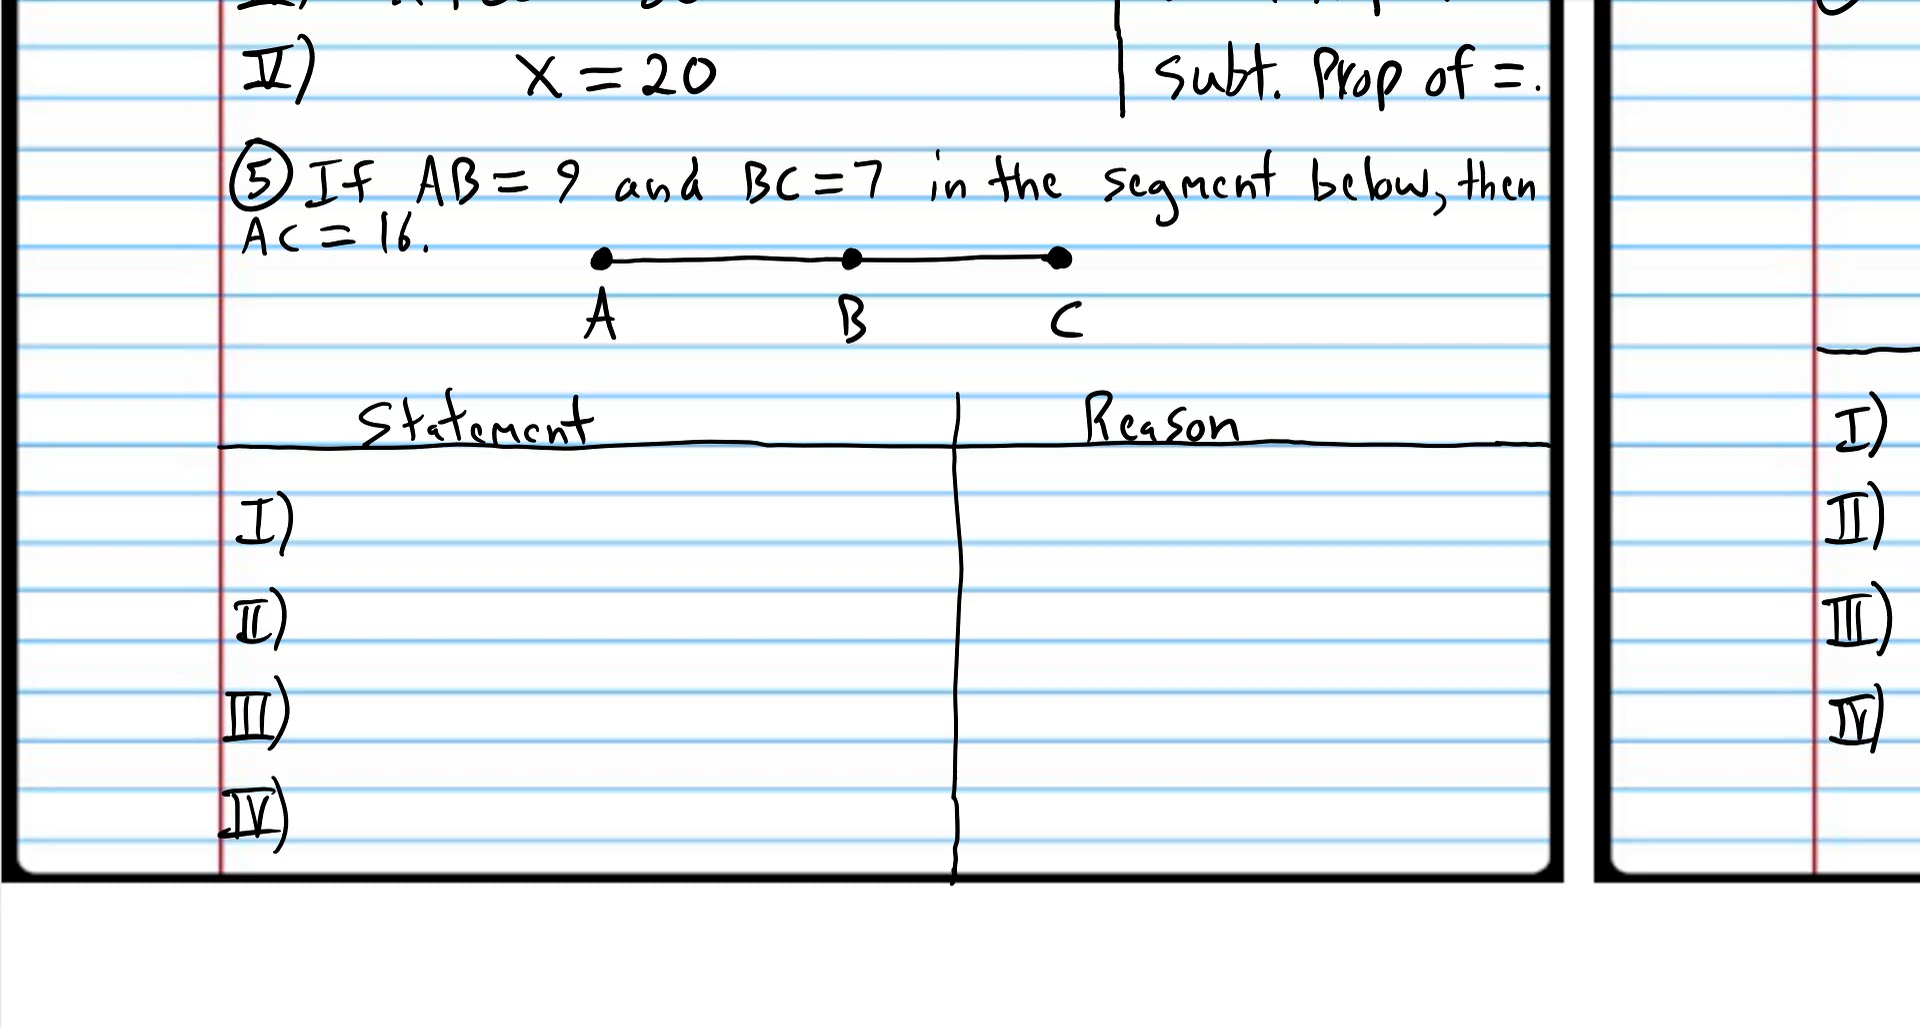 IV) X = 20 subt. Prop of =.
5 If AB = 9 and BC = 7 in the segment below, then
AC = 16.
A B C
Statement Reason
I)
II)
III)
IV)
I)
II)
III)
IV)